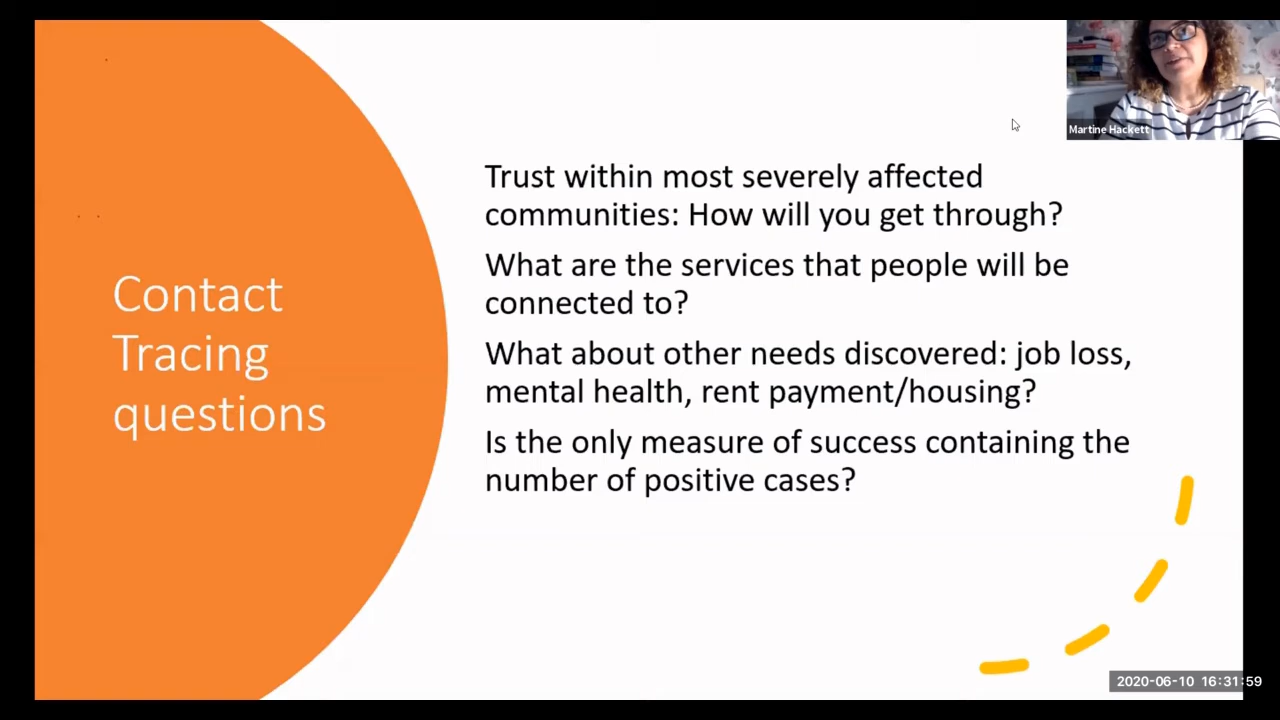 Martine Hackett
Trust within most severely affected
communities: How will you get through?
What are the services that people will be
connected to?
What about other needs discovered: job loss,
mental health, rent payment/housing?
Is the only measure of success containing the
number of positive cases?
Contact
Tracing
questions
2020-06-10 16:31:59